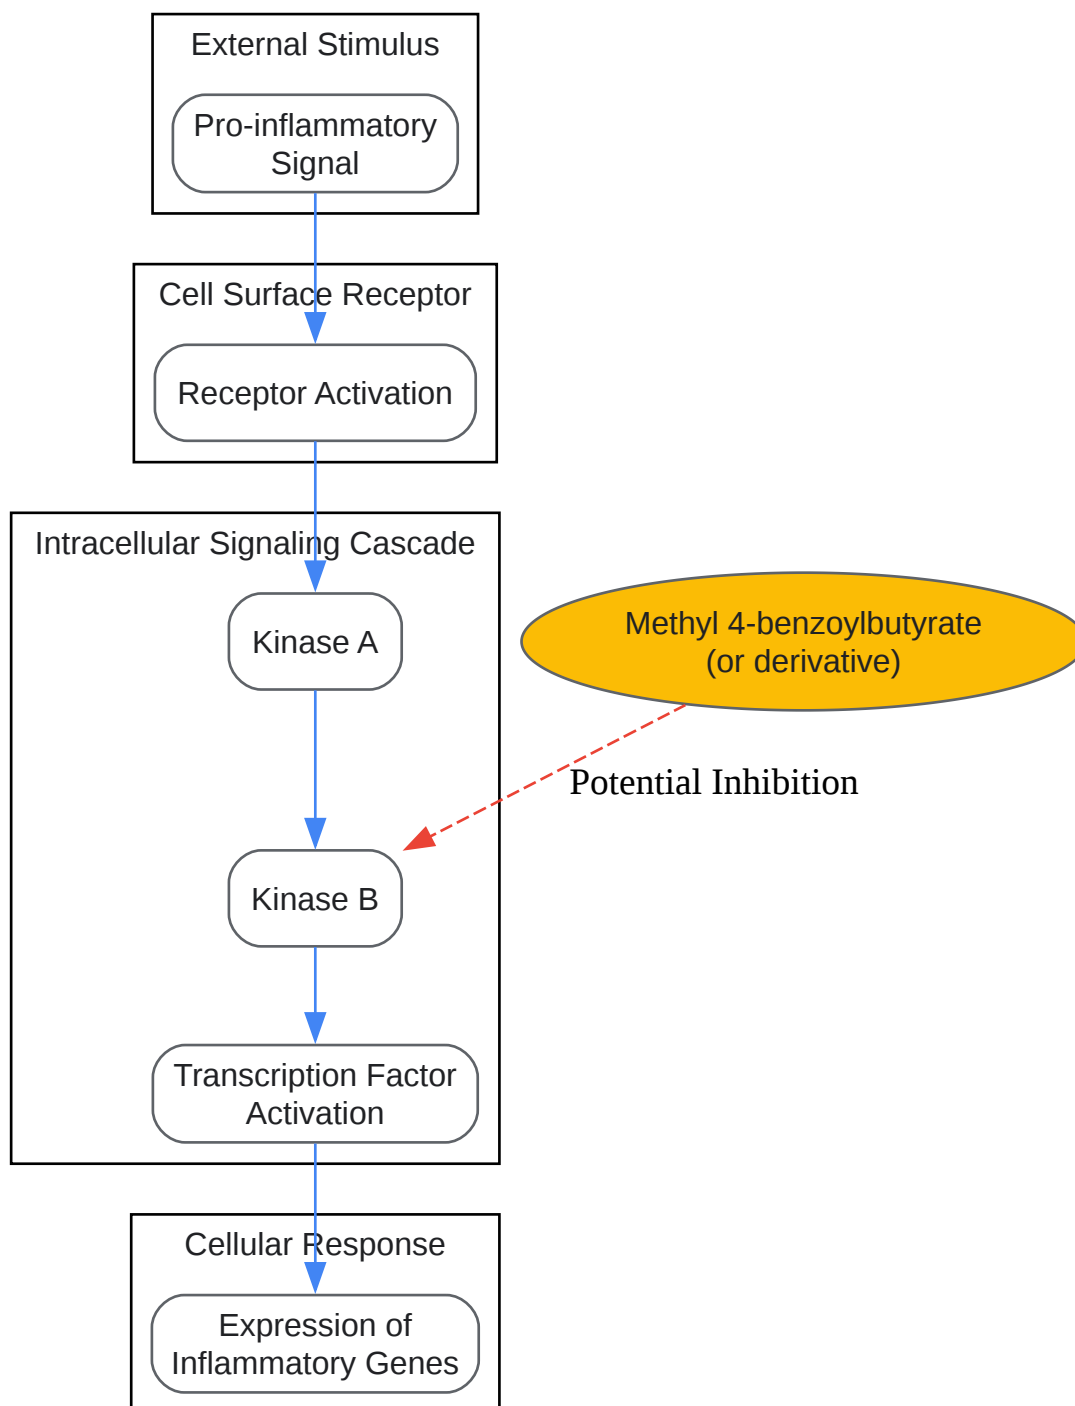 External Stimulus
Pro-inflammatory
Signal
Cell Surface Receptor
Receptor Activation
Intracellular Signaling Cascade
Kinase A
Methyl 4-benzoylbutyrate
(or derivative)
Potential Inhibition
Kinase B
Transcription Factor
Activation
Cellular Response
Expression of
Inflammatory Genes